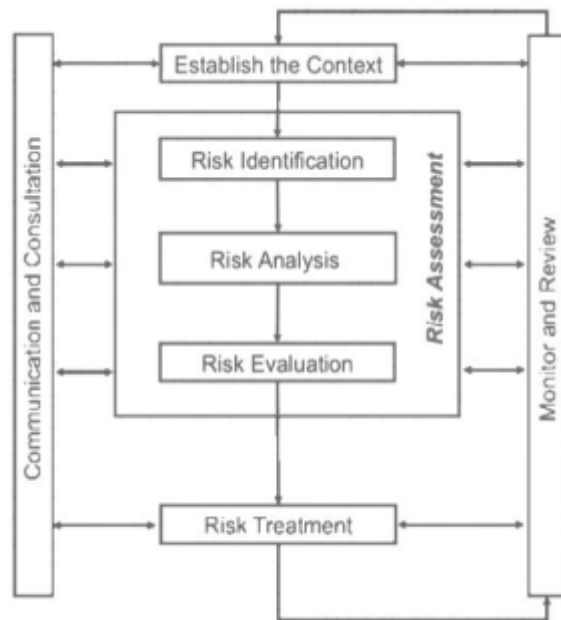 Establish the Context
Risk Identification
Risk Analysis
Risk Evaluation
Risk Assessment
Risk Treatment
Communication and Consultation
Monitor and Review